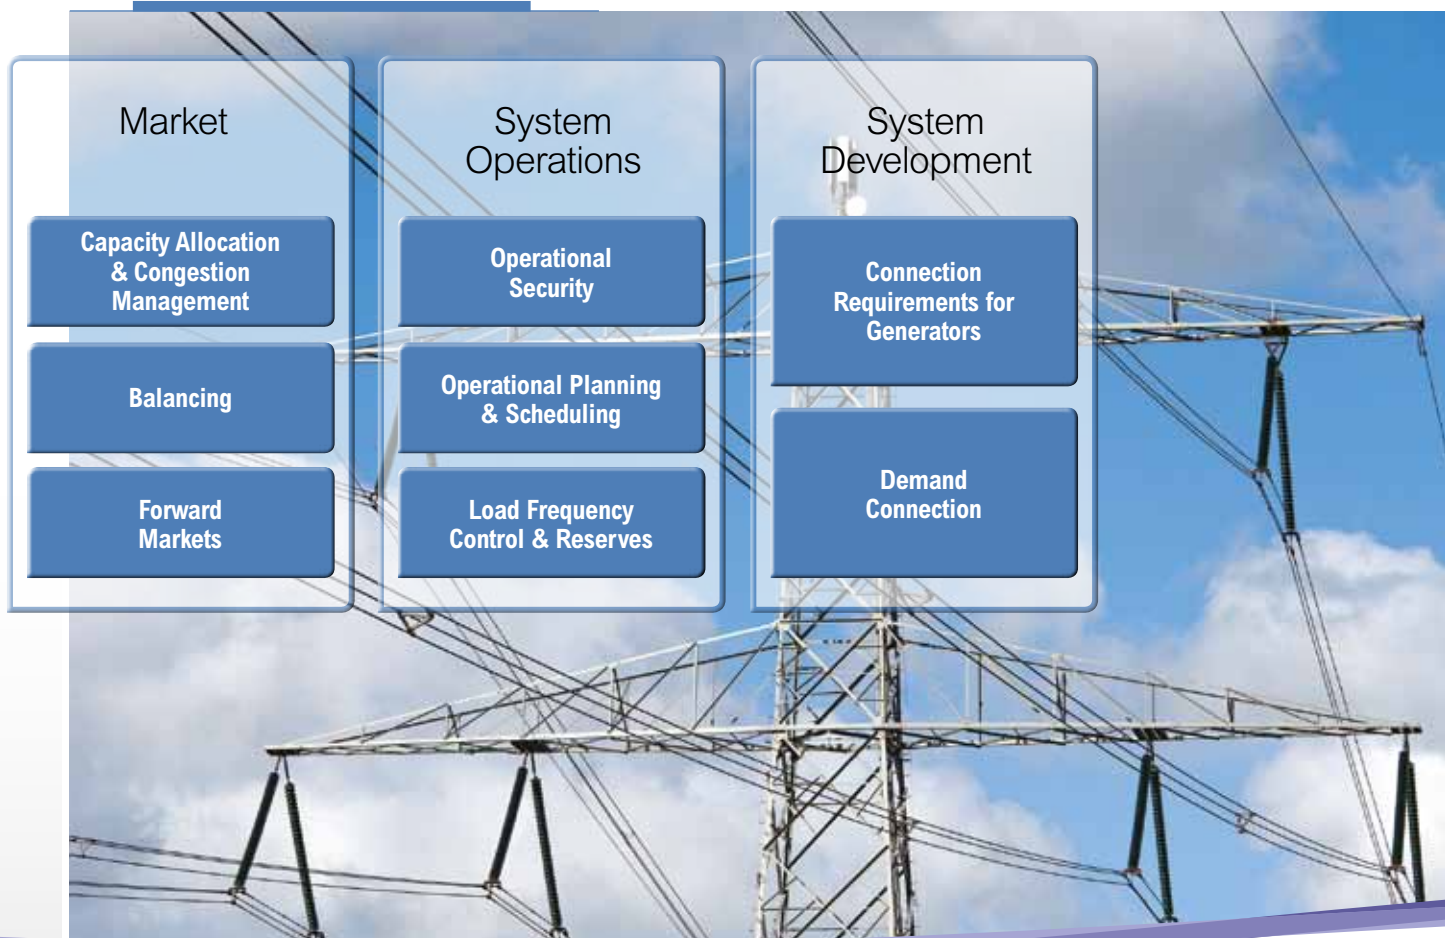 Market
Capacity Allocation
& Congestion
Management
Balancing
Forward
Markets
System
Operations
Operational
Security
Operational Planning
& Scheduling
Load Frequency
Control & Reserves
System
Development
Connection
Requirements for
Generators
Demand
Connection